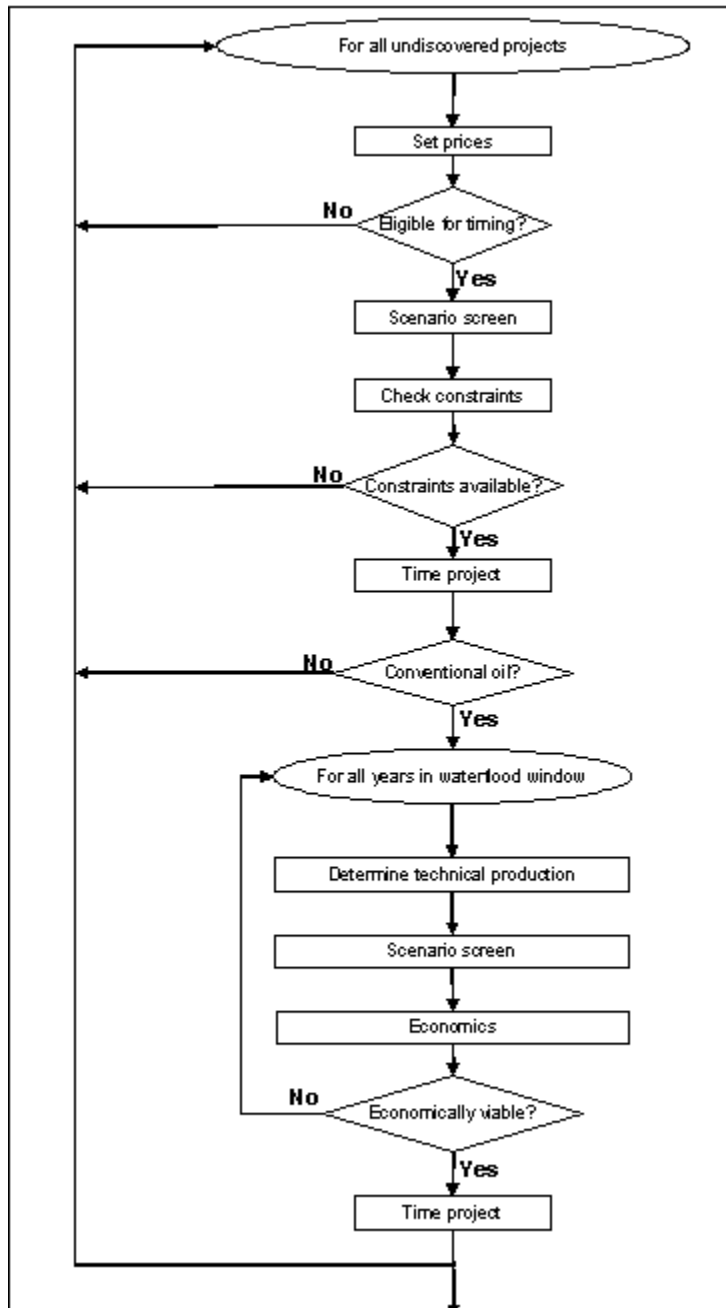 For all undiscovered projects
Set prices
No
Eligible for timing?
Yes
Scenario screen
Check constraints
No
Constraints available?
Yes
Time project
No
Conventional oil?
Yes
For all years in waterflood window
Determine technical production
Scenario screen
Economics
No
Economically viable?
Yes
Time project